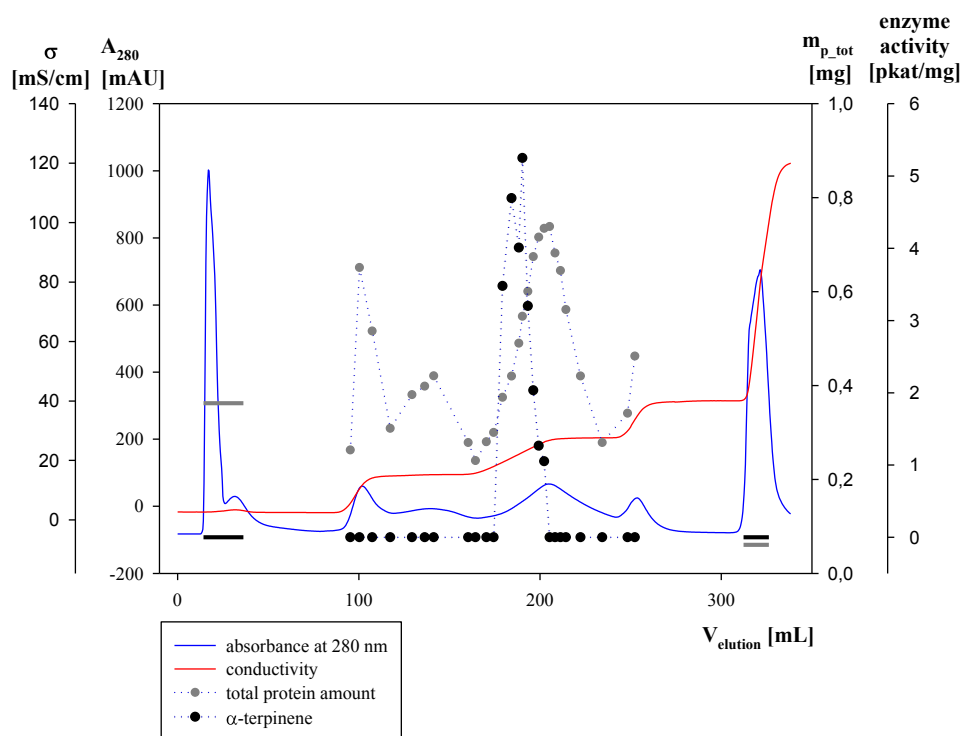 σ
[mS/cm]
A280
[mAU]
mp_tot
[mg]
enzyme
activity
[pkat/mg]
140
120
100
80
60
40
20
0
1200
1000
800
600
400
200
0
-200
1,0
0,8
0,6
0,4
0,2
0,0
6
5
4
3
2
1
0
0 100 200 300
Velution [mL]
absorbance at 280 nm
conductivity
total protein amount
α-terpinene